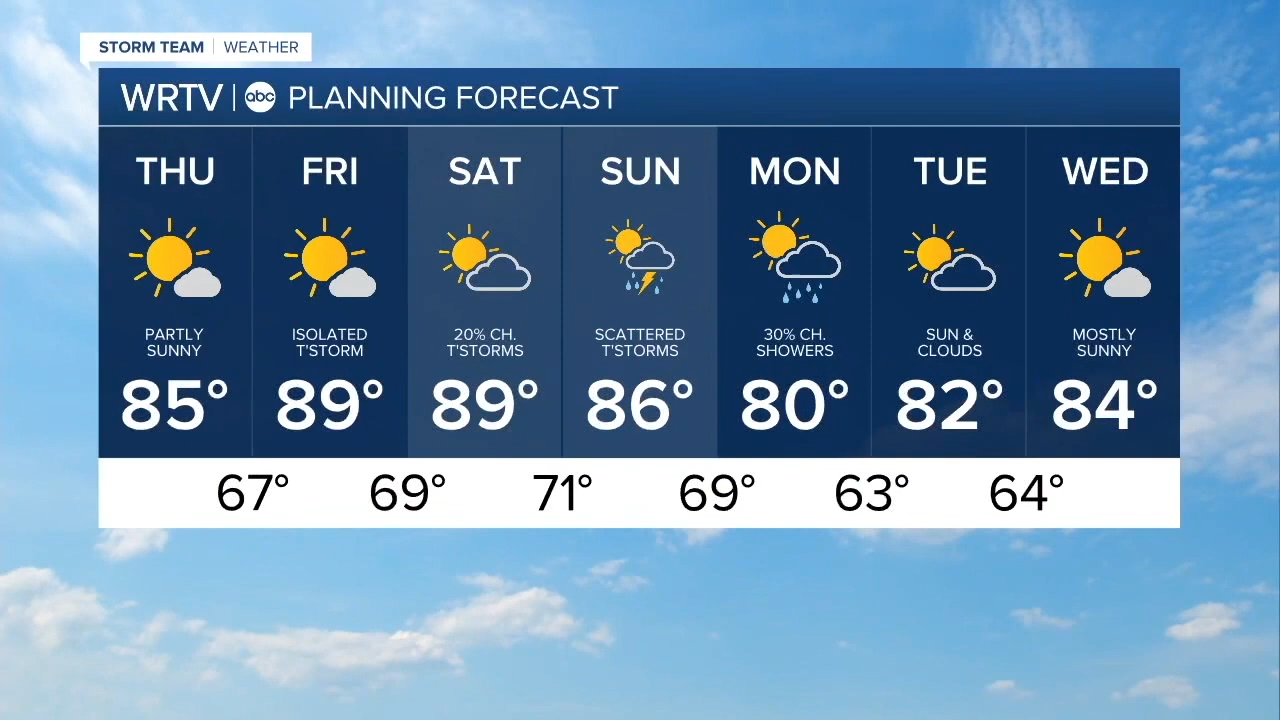 STORM TEAM | WEATHER
WRTV | abc PLANNING FORECAST
THU FRI SAT SUN MON TUE WED
PARTLY ISOLATED 20% CH. SCATTERED 30% CH. SUN & MOSTLY
SUNNY T'STORM T'STORMS T'STORMS SHOWERS CLOUDS SUNNY
85° 89° 89° 86° 80° 82° 84°
67° 69° 71° 69° 63° 64°